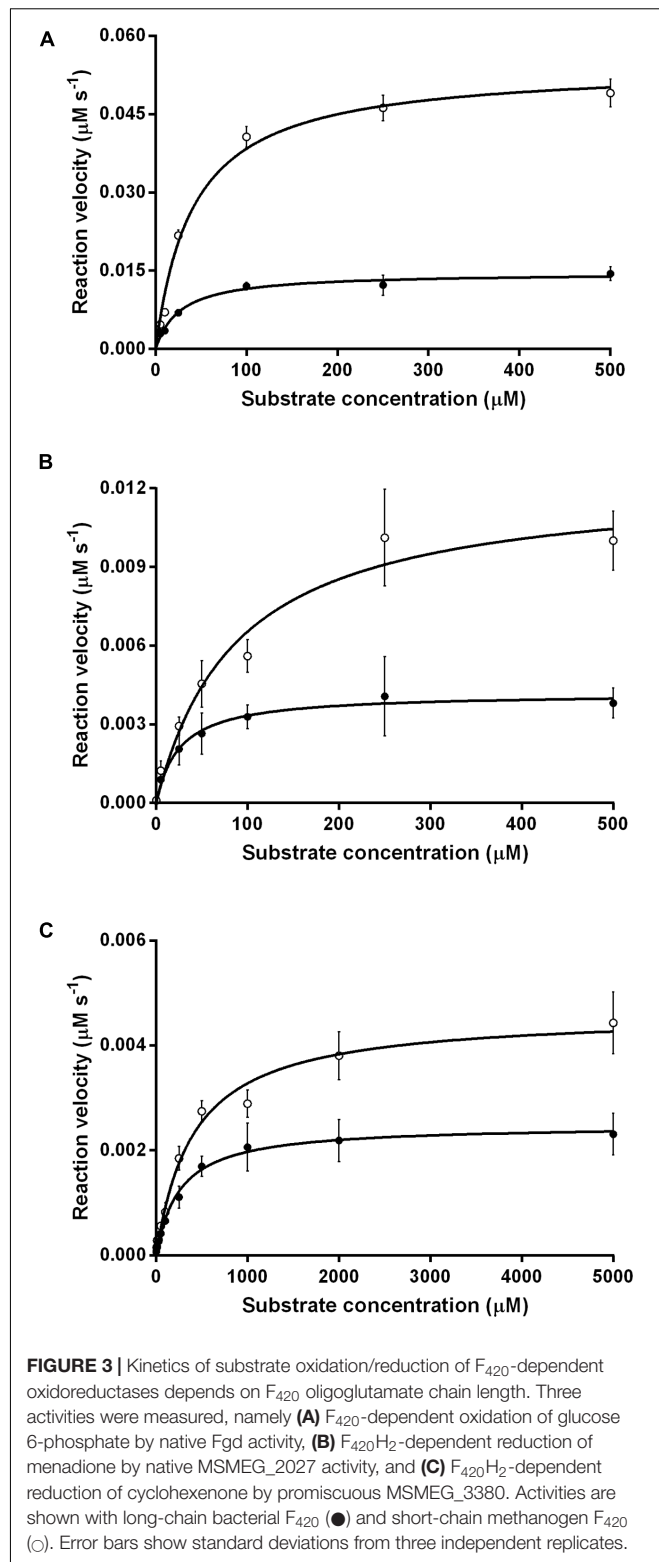 A
0.060
0.045
0.030
0.015
0.000
Reaction velocity (μM s⁻¹)
0 100 200 300 400 500
Substrate concentration (μM)
B
0.012
0.009
0.006
0.003
0.000
Reaction velocity (μM s⁻¹)
0 100 200 300 400 500
Substrate concentration (μM)
C
0.006
0.004
0.002
0.000
Reaction velocity (μM s⁻¹)
0 1000 2000 3000 4000 5000
Substrate concentration (μM)
FIGURE 3 | Kinetics of substrate oxidation/reduction of F₄₂₀-dependent
oxidoreductases depends on F₄₂₀ oligoglutamate chain length. Three
activities were measured, namely (A) F₄₂₀-dependent oxidation of glucose
6-phosphate by native Fgd activity, (B) F₄₂₀H₂-dependent reduction of
menadione by native MSMEG_2027 activity, and (C) F₄₂₀H₂-dependent
reduction of cyclohexenone by promiscuous MSMEG_3380. Activities are
shown with long-chain bacterial F₄₂₀ (●) and short-chain methanogen F₄₂₀
(○). Error bars show standard deviations from three independent replicates.